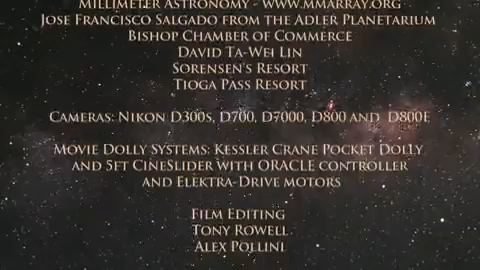 Millimeter Astronomy - www.mmarray.org
Jose Francisco Salgado from the Adler Planetarium
Bishop Chamber of Commerce
David Ta-Wei Lin
Sorensen's Resort
Tioga Pass Resort
Cameras: Nikon D300s, D700, D7000, D800 and D800E
Movie Dolly Systems: Kessler Crane Pocket Dolly
and 5ft CineSlider with ORACLE controller
and Elektra-Drive motors
Film Editing
Tony Rowell
Alex Pollini